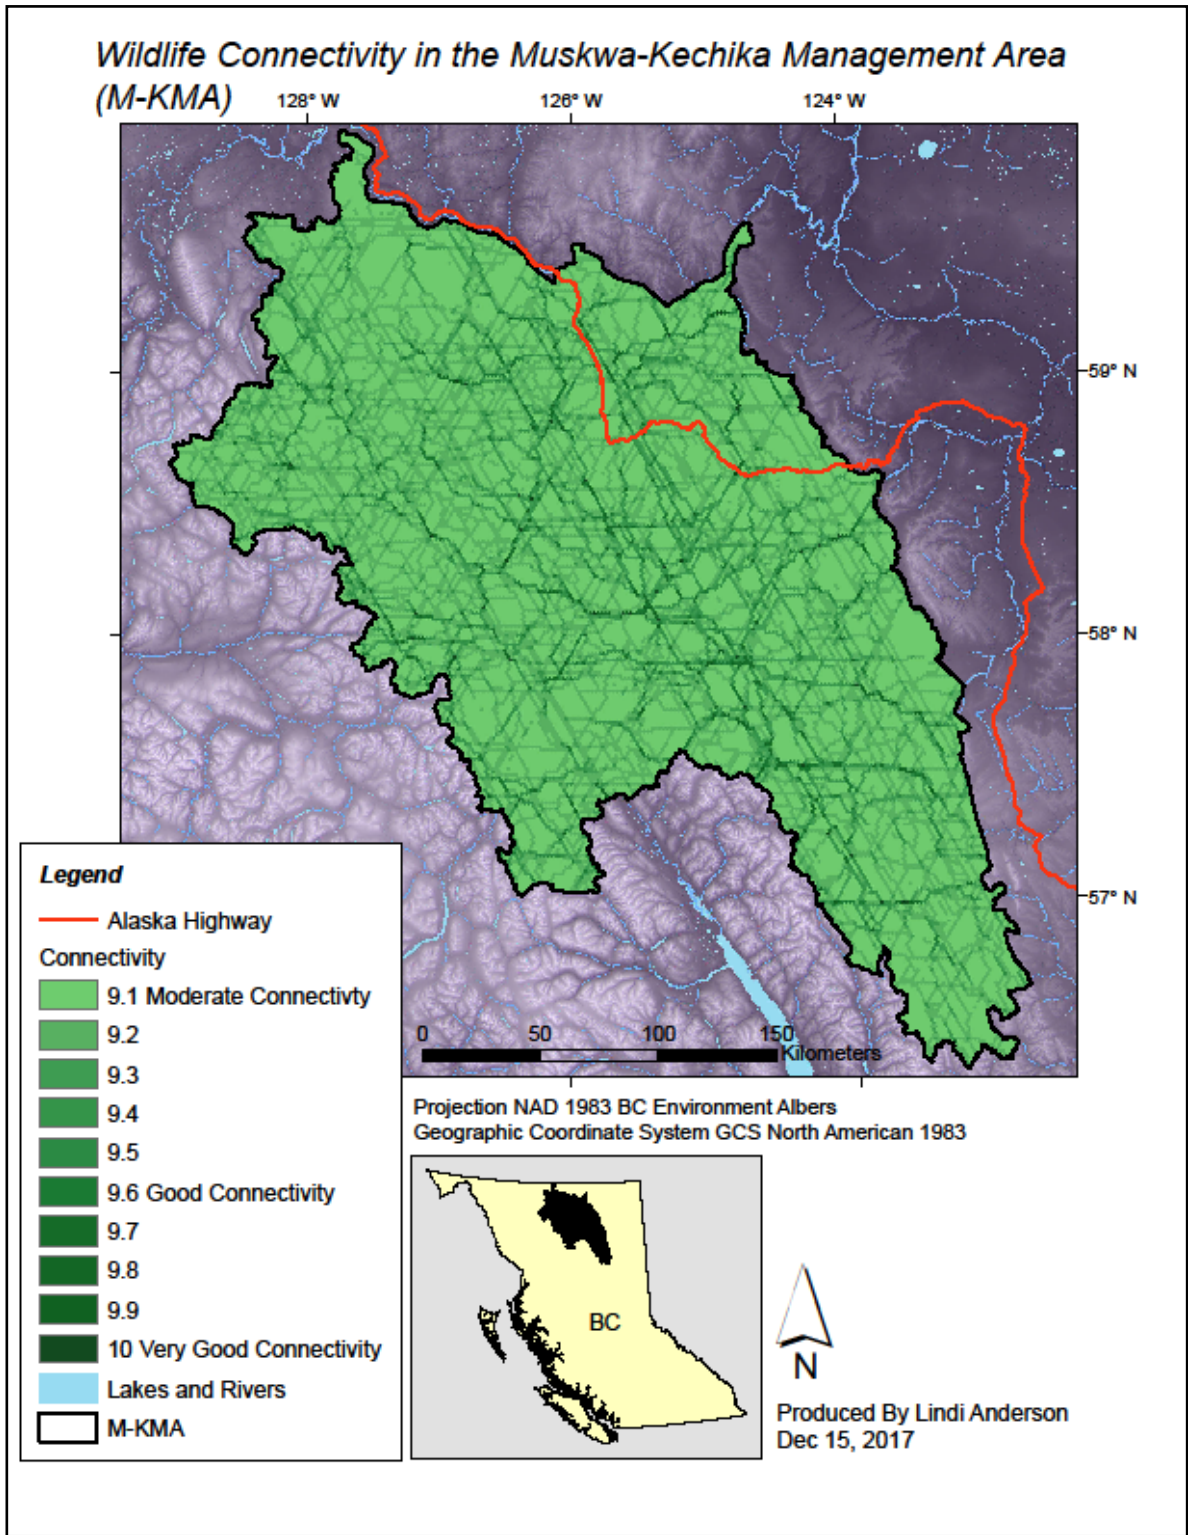 Wildlife Connectivity in the Muskwa-Kechika Management Area
(M-KMA)
128° W
126° W
124° W
59° N
58° N
57° N
Legend
Alaska Highway
Connectivity
9.1 Moderate Connectivty
9.2
9.3
9.4
9.5
9.6 Good Connectivity
9.7
9.8
9.9
10 Very Good Connectivity
Lakes and Rivers
M-KMA
0 50 100 150
Kilometers
Projection NAD 1983 BC Environment Albers
Geographic Coordinate System GCS North American 1983
BC
N
Produced By Lindi Anderson
Dec 15, 2017